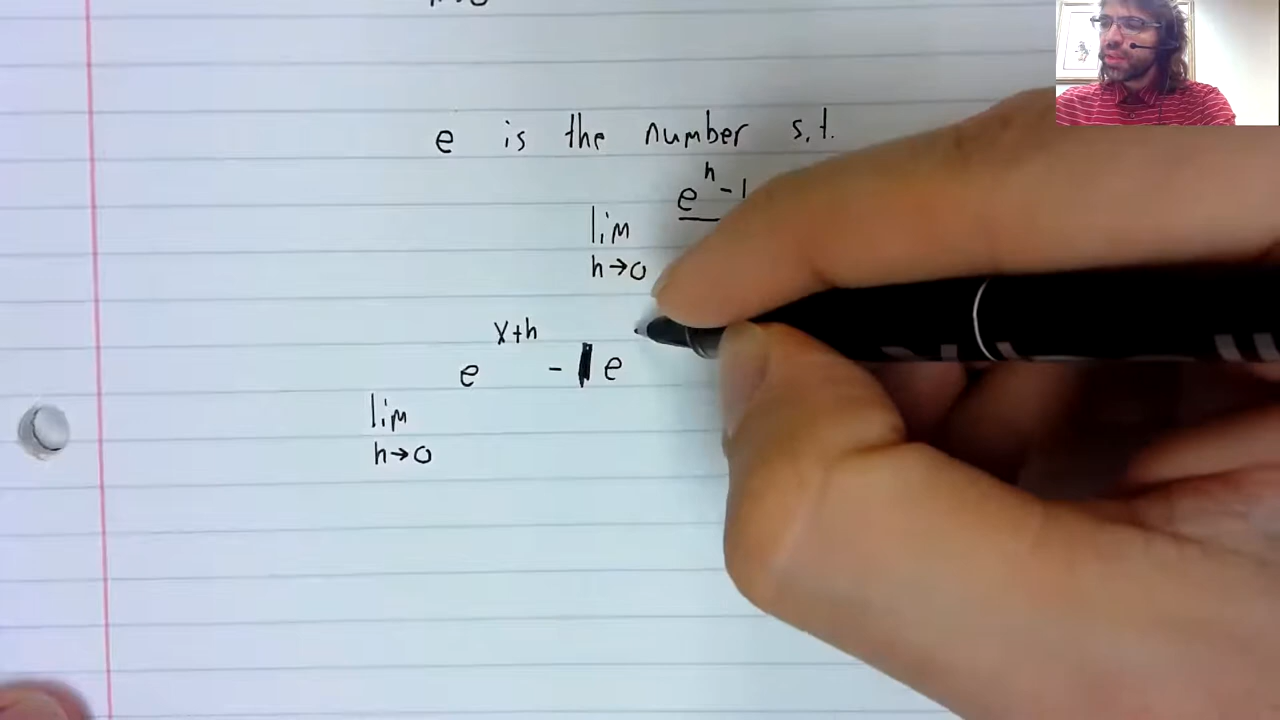 e is the number s.t.
e^h - 1
lim
h→0
e^x+h - e
lim
h→0